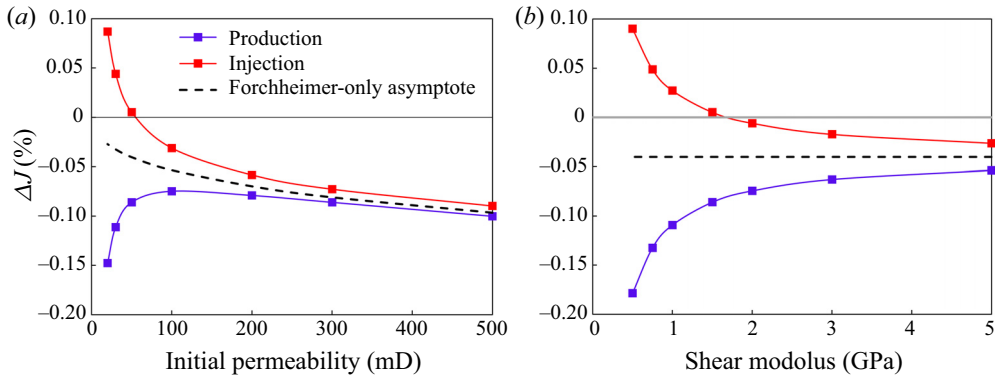 (a)
(b)
0.10
0.05
0
–0.05
–0.10
–0.15
–0.20
ΔJ (%)
Production
Injection
Forchheimer-only asymptote
0 100 200 300 400 500
Initial permeability (mD)
0.10
0.05
0
–0.05
–0.10
–0.15
–0.20
0 1 2 3 4 5
Shear modolus (GPa)